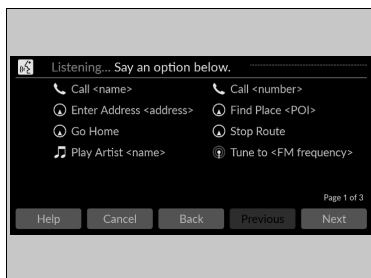 Listening... Say an option below.
Call <name>
Call <number>
Enter Address <address>
Find Place <POI>
Go Home
Stop Route
Play Artist <name>
Tune to <FM frequency>
Page 1 of 3
Help Cancel Back Previous Next